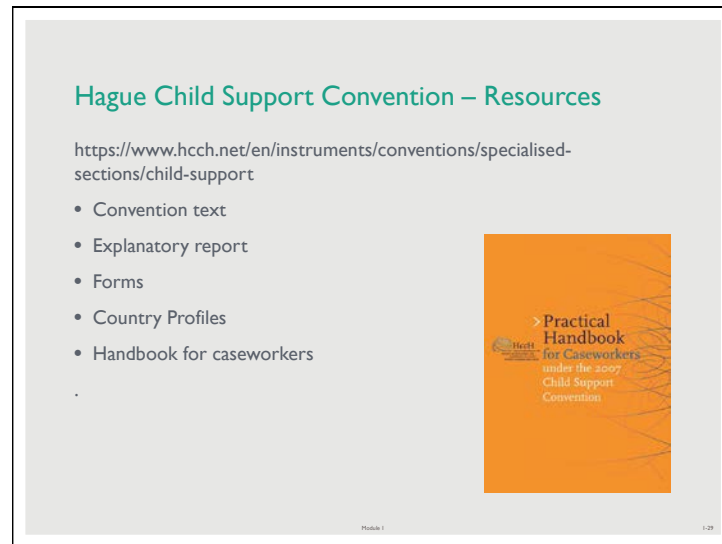 Hague Child Support Convention – Resources
https://www.hcch.net/en/instruments/conventions/specialised-
sections/child-support
• Convention text
• Explanatory report
• Forms
• Country Profiles
• Handbook for caseworkers
.
Practical
Handbook
HccH
for Caseworkers
under the 2007
Child Support
Convention
Module 1
1-29